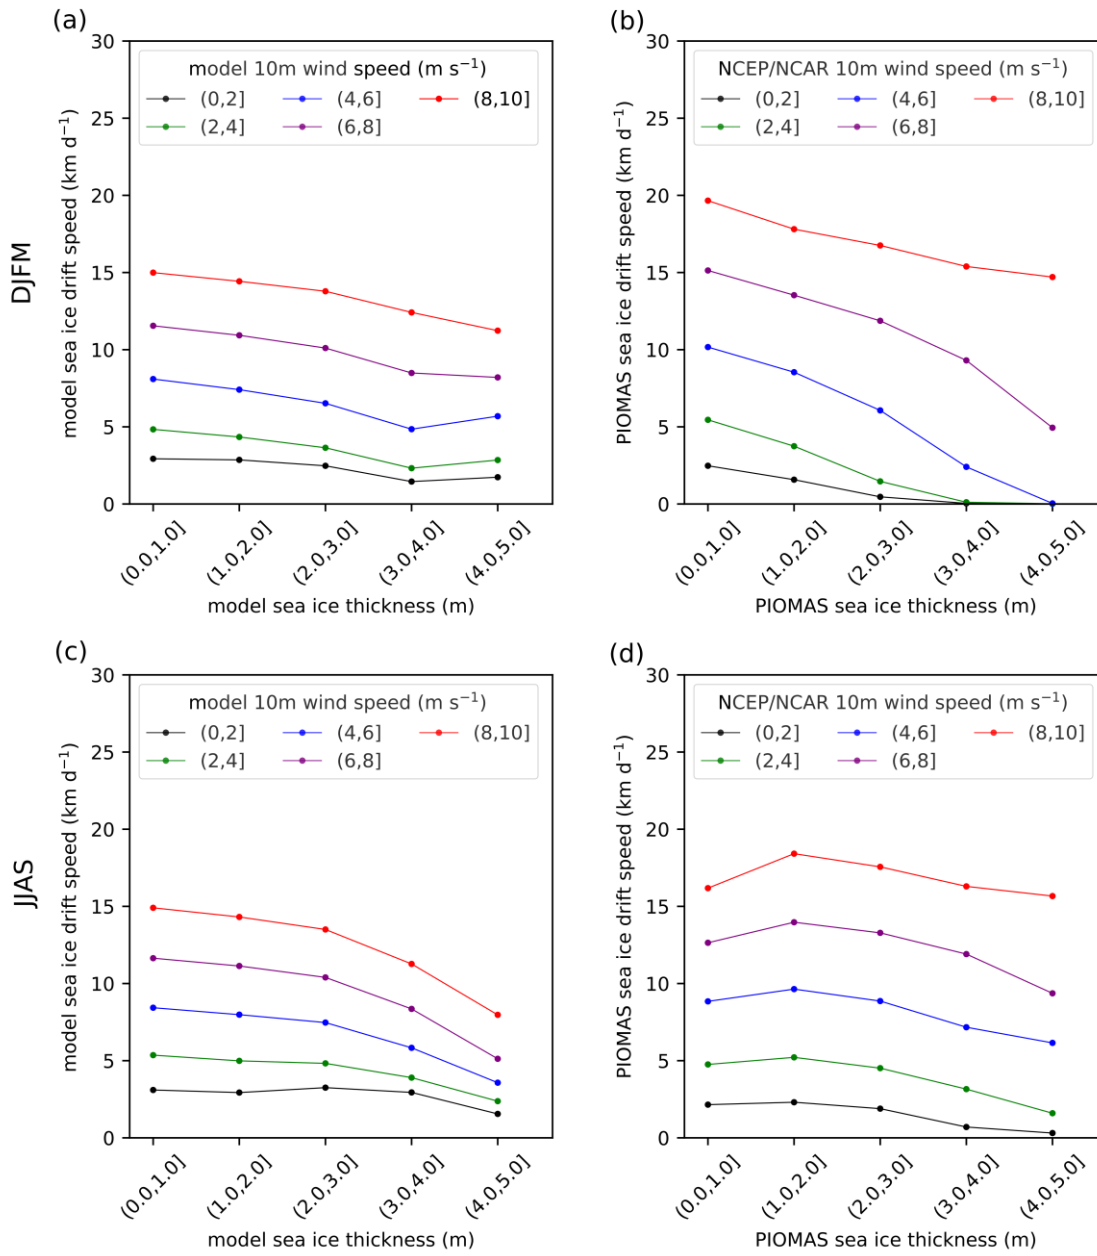 (a)
30
25
20
15
10
5
0
model 10m wind speed (m s⁻¹)
(0,2] (4,6] (8,10]
(2,4] (6,8]
model sea ice drift speed (km d⁻¹)
DJFM
(0.0,1.0] (1.0,2.0] (2.0,3.0] (3.0,4.0] (4.0,5.0]
model sea ice thickness (m)
(b)
30
25
20
15
10
5
0
NCEP/NCAR 10m wind speed (m s⁻¹)
(0,2] (4,6] (8,10]
(2,4] (6,8]
PIOMAS sea ice drift speed (km d⁻¹)
(0.0,1.0] (1.0,2.0] (2.0,3.0] (3.0,4.0] (4.0,5.0]
PIOMAS sea ice thickness (m)
(c)
30
25
20
15
10
5
0
model 10m wind speed (m s⁻¹)
(0,2] (4,6] (8,10]
(2,4] (6,8]
model sea ice drift speed (km d⁻¹)
JJAS
(0.0,1.0] (1.0,2.0] (2.0,3.0] (3.0,4.0] (4.0,5.0]
model sea ice thickness (m)
(d)
30
25
20
15
10
5
0
NCEP/NCAR 10m wind speed (m s⁻¹)
(0,2] (4,6] (8,10]
(2,4] (6,8]
PIOMAS sea ice drift speed (km d⁻¹)
(0.0,1.0] (1.0,2.0] (2.0,3.0] (3.0,4.0] (4.0,5.0]
PIOMAS sea ice thickness (m)